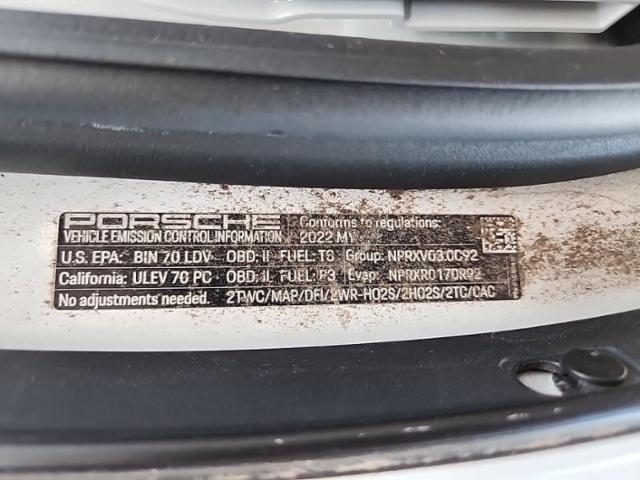 PORSCHE Conforms to regulations:
VEHICLE EMISSION CONTROL INFORMATION 2022 MY
U.S. EPA: BIN 70 LDV OBD: II FUEL: T3 Group: NPRXV03.0C92
California: ULEV 70 PC OBD: II FUEL: P3 Evap: NPRXR0170R92
No adjustments needed. 2TWC/MAP/DFI/2WR-HO2S/2HO2S/2TC/CAC